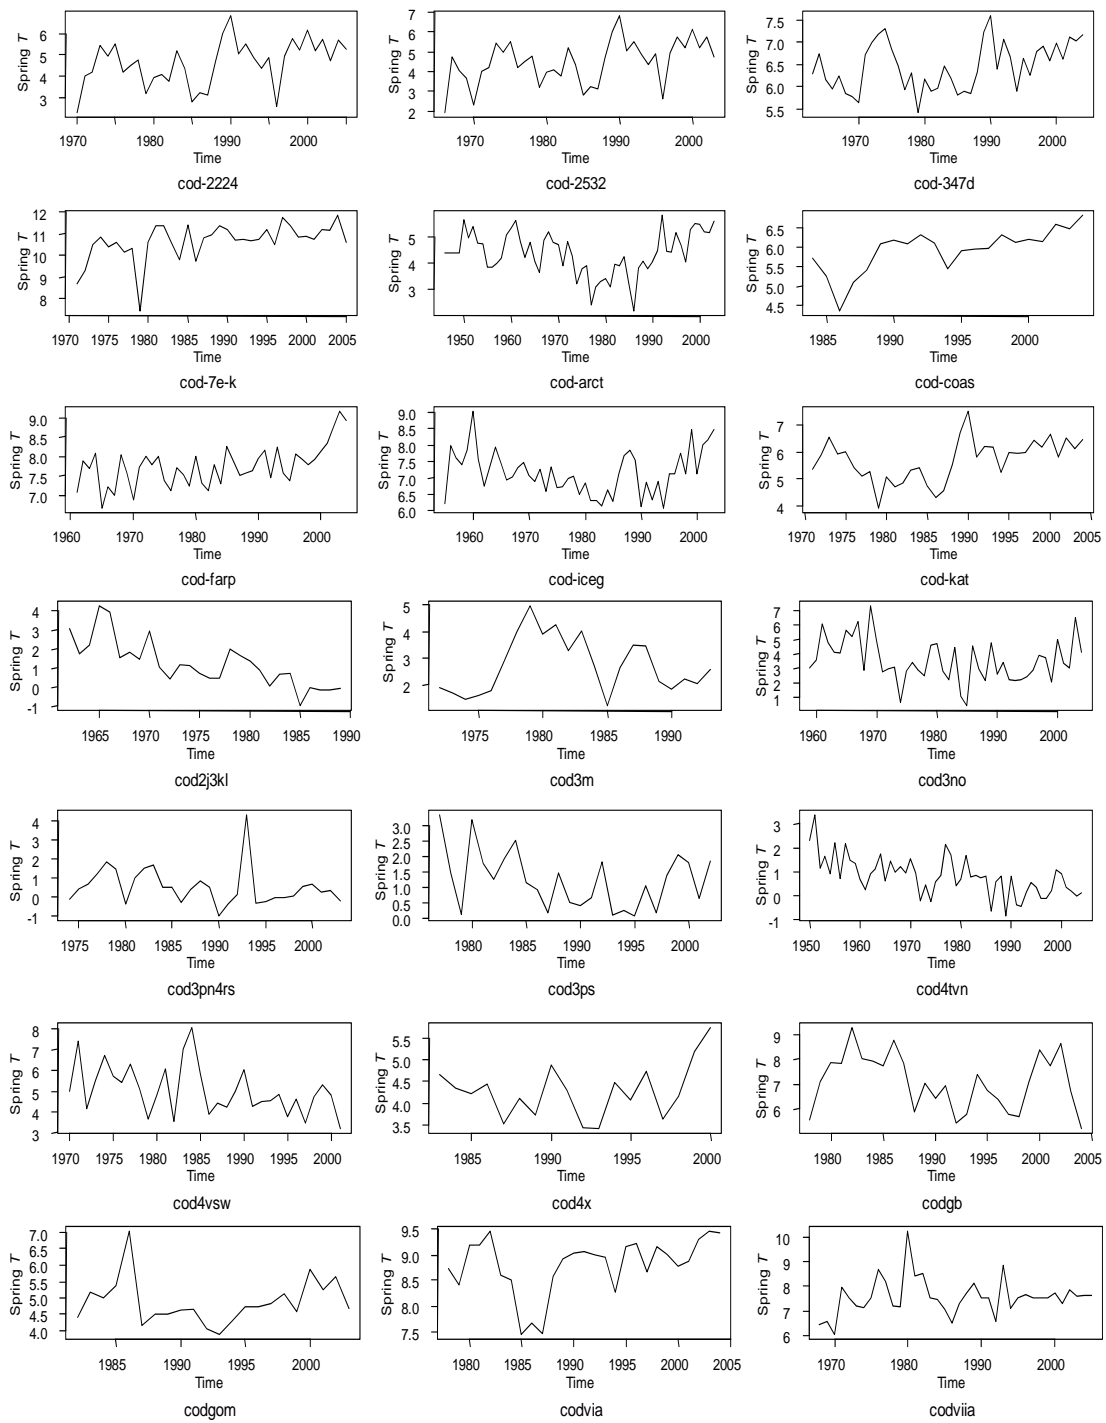 Spring T
6
5
4
3
1970 1980 1990 2000
Time
cod-2224
Spring T
7
6
5
4
3
2
1970 1980 1990 2000
Time
cod-2532
Spring T
7.5
7.0
6.5
6.0
5.5
1970 1980 1990 2000
Time
cod-347d
Spring T
12
11
10
9
8
1970 1975 1980 1985 1990 1995 2000 2005
Time
cod-7e-k
Spring T
5
4
3
1950 1960 1970 1980 1990 2000
Time
cod-arct
Spring T
6.5
6.0
5.5
5.0
4.5
1985 1990 1995 2000
Time
cod-coas
Spring T
9.0
8.5
8.0
7.5
7.0
1960 1970 1980 1990 2000
Time
cod-farp
Spring T
9.0
8.5
8.0
7.5
7.0
6.5
6.0
1960 1970 1980 1990 2000
Time
cod-iceg
Spring T
7
6
5
4
1970 1975 1980 1985 1990 1995 2000 2005
Time
cod-kat
Spring T
4
3
2
1
0
-1
1965 1970 1975 1980 1985 1990
Time
cod2j3kl
Spring T
5
4
3
2
1975 1980 1985 1990
Time
cod3m
Spring T
7
6
5
4
3
2
1
1959 1970 1980 1990 2000
Time
cod3no
Spring T
4
3
2
1
0
-1
1975 1980 1985 1990 1995 2000
Time
cod3pn4rs
Spring T
3.0
2.5
2.0
1.5
1.0
0.5
0.0
1980 1985 1990 1995 2000
Time
cod3ps
Spring T
3
2
1
0
-1
1950 1960 1970 1980 1990 2000
Time
cod4tvn
Spring T
8
7
6
5
4
3
1970 1975 1980 1985 1990 1995 2000
Time
cod4vsw
Spring T
5.5
5.0
4.5
4.0
3.5
1985 1990 1995 2000
Time
cod4x
Spring T
9
8
7
6
1980 1985 1990 1995 2000 2005
Time
codgb
Spring T
7.0
6.5
6.0
5.5
5.0
4.5
4.0
1985 1990 1995 2000
Time
codgom
Spring T
9.5
9.0
8.5
8.0
7.5
1980 1985 1990 1995 2000 2005
Time
codvia
Spring T
10
9
8
7
6
1970 1980 1990 2000
Time
codviia